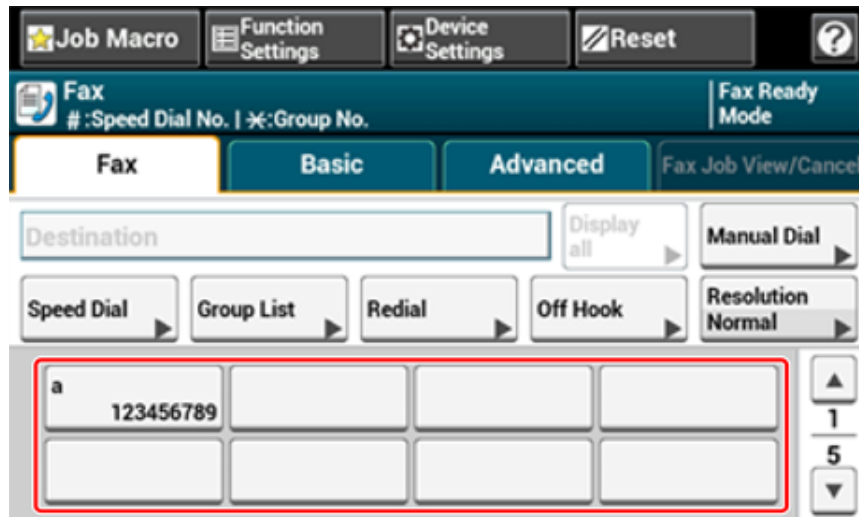 Job Macro
Function
Settings
Device
Settings
Reset
?
Fax
#:Speed Dial No. | ⚹:Group No.
Fax Ready
Mode
Fax
Basic
Advanced
Fax Job View/Cancel
Destination
Display
all
Manual Dial
Speed Dial
Group List
Redial
Off Hook
Resolution
Normal
a
123456789
1
5